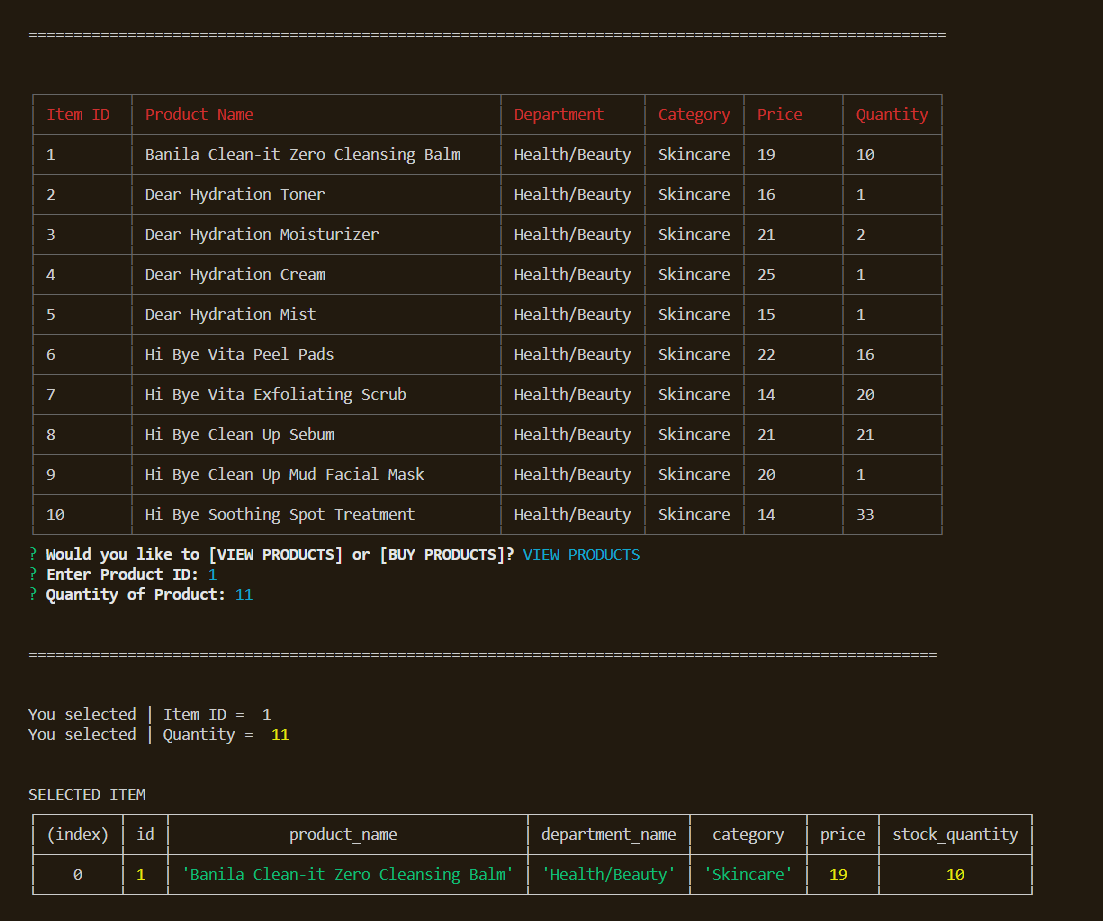 ======================================================================================================
Item ID Product Name Department Category Price Quantity
1 Banila Clean-it Zero Cleansing Balm Health/Beauty Skincare 19 10
2 Dear Hydration Toner Health/Beauty Skincare 16 1
3 Dear Hydration Moisturizer Health/Beauty Skincare 21 2
4 Dear Hydration Cream Health/Beauty Skincare 25 1
5 Dear Hydration Mist Health/Beauty Skincare 15 1
6 Hi Bye Vita Peel Pads Health/Beauty Skincare 22 16
7 Hi Bye Vita Exfoliating Scrub Health/Beauty Skincare 14 20
8 Hi Bye Clean Up Sebum Health/Beauty Skincare 21 21
9 Hi Bye Clean Up Mud Facial Mask Health/Beauty Skincare 20 1
10 Hi Bye Soothing Spot Treatment Health/Beauty Skincare 14 33
? Would you like to [VIEW PRODUCTS] or [BUY PRODUCTS]? VIEW PRODUCTS
? Enter Product ID: 1
? Quantity of Product: 11
=====================================================================================================
You selected | Item ID =  1
You selected | Quantity =  11
SELECTED ITEM
(index) id product_name department_name category price stock_quantity
0 1 'Banila Clean-it Zero Cleansing Balm' 'Health/Beauty' 'Skincare' 19 10